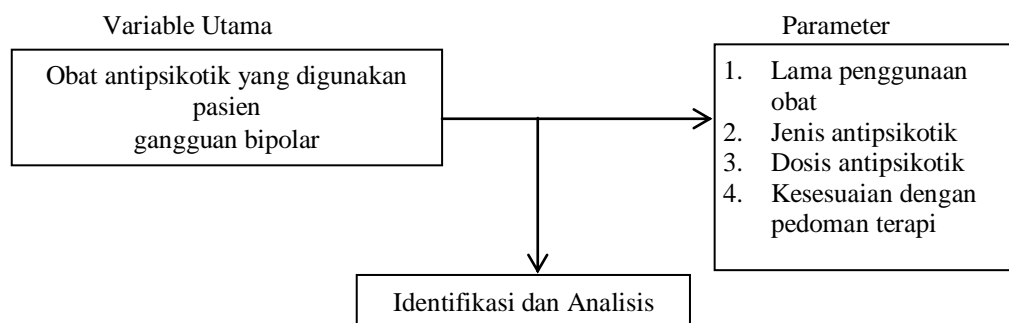 Variable Utama
Parameter
Obat antipsikotik yang digunakan
pasien
gangguan bipolar
1. Lama penggunaan
obat
2. Jenis antipsikotik
3. Dosis antipsikotik
4. Kesesuaian dengan
pedoman terapi
Identifikasi dan Analisis